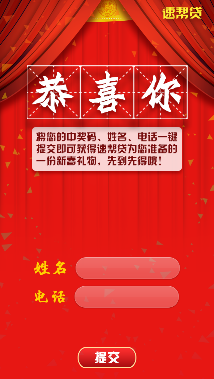 速帮贷
恭喜你
将您的中奖码、姓名、电话一键
提交即可获得速帮贷为您准备的
一份新喜礼物，先到先得噢！
姓名
电话
提交